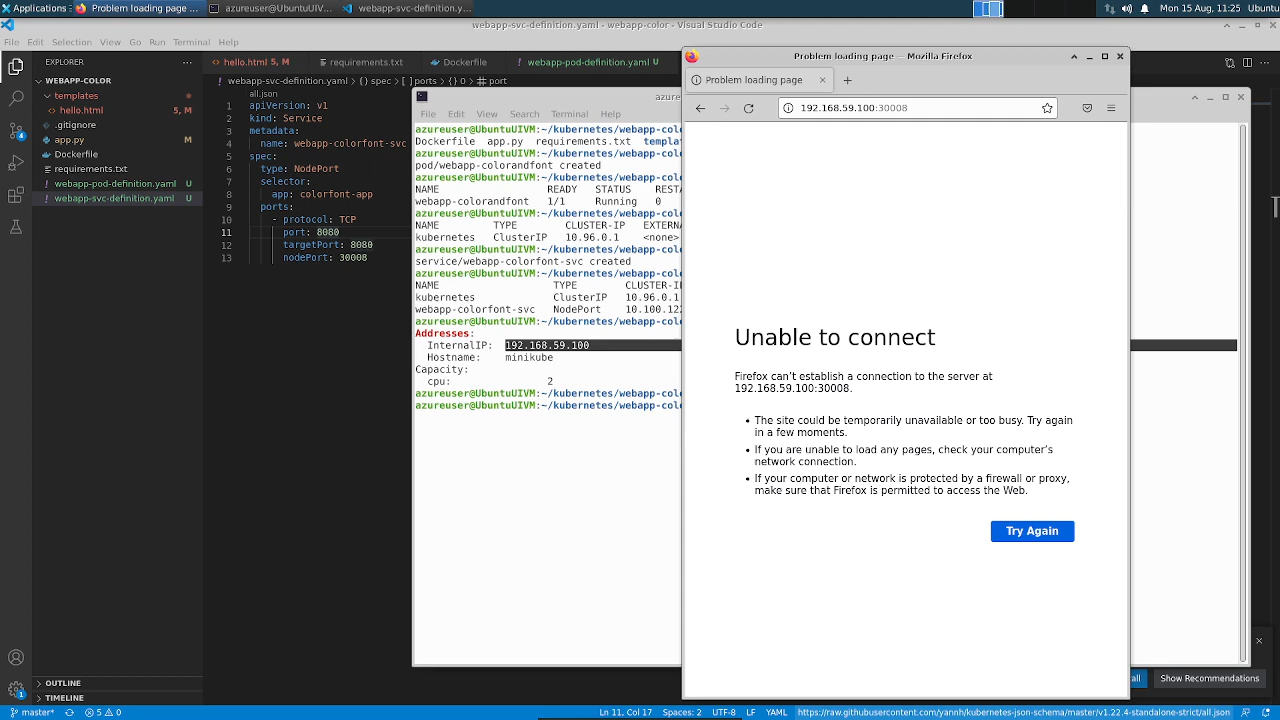 Applications
Problem loading page ...
azureuser@UbuntuUIV...
webapp-svc-definition.y...
Mon 15 Aug, 11:25
Ubuntu
webapp-svc-definition.yaml - webapp-color - Visual Studio Code
File Edit Selection View Go Run Terminal Help
EXPLORER
WEBAPP-COLOR
templates
hello.html 5, M
.gitignore
app.py M
Dockerfile
requirements.txt
webapp-pod-definition.yaml U
webapp-svc-definition.yaml U
OUTLINE
TIMELINE
4
1
hello.html 5, M
requirements.txt
Dockerfile
webapp-pod-definition.yaml U
webapp-svc-definition.yaml > {} spec > [ ] ports > {} 0 > # port
all.json
1 apiVersion: v1
2 kind: Service
3 metadata:
4 name: webapp-colorfont-svc
5 spec:
6 type: NodePort
7 selector:
8 app: colorfont-app
9 ports:
10 - protocol: TCP
11 port: 8080
12 targetPort: 8080
13 nodePort: 30008
azure
File Edit View Search Terminal Help
azureuser@UbuntuUIVM:~/kubernetes/webapp-colo
Dockerfile app.py requirements.txt templat
azureuser@UbuntuUIVM:~/kubernetes/webapp-colo
pod/webapp-colorandfont created
azureuser@UbuntuUIVM:~/kubernetes/webapp-colo
NAME READY STATUS RESTA
webapp-colorandfont 1/1 Running 0
azureuser@UbuntuUIVM:~/kubernetes/webapp-colo
NAME TYPE CLUSTER-IP EXTERNA
kubernetes ClusterIP 10.96.0.1 <none>
azureuser@UbuntuUIVM:~/kubernetes/webapp-colo
service/webapp-colorfont-svc created
azureuser@UbuntuUIVM:~/kubernetes/webapp-colo
NAME TYPE CLUSTER-I
kubernetes ClusterIP 10.96.0.1
webapp-colorfont-svc NodePort 10.100.122
azureuser@UbuntuUIVM:~/kubernetes/webapp-colo
Addresses:
InternalIP: 192.168.59.100
Hostname: minikube
Capacity:
cpu: 2
azureuser@UbuntuUIVM:~/kubernetes/webapp-colo
azureuser@UbuntuUIVM:~/kubernetes/webapp-colo
Problem loading page — Mozilla Firefox
Problem loading page
192.168.59.100:30008
Unable to connect
Firefox can’t establish a connection to the server at
192.168.59.100:30008.
• The site could be temporarily unavailable or too busy. Try again
in a few moments.
• If you are unable to load any pages, check your computer’s
network connection.
• If your computer or network is protected by a firewall or proxy,
make sure that Firefox is permitted to access the Web.
Try Again
all
Show Recommendations
master*
5 0
Ln 11, Col 17
Spaces: 2
UTF-8
LF
YAML
https://raw.githubusercontent.com/yannh/kubernetes-json-schema/master/v1.22.4-standalone-strict/all.json